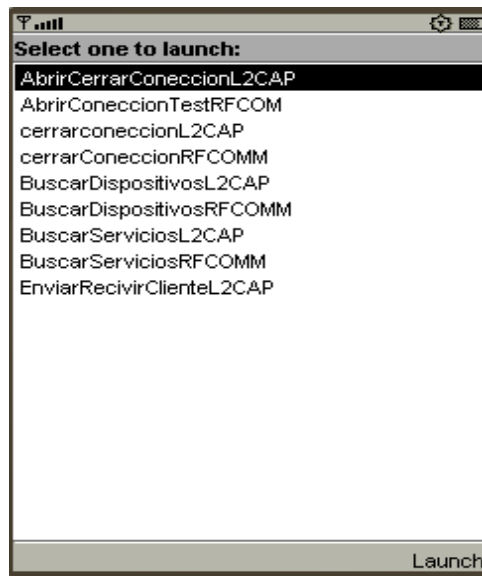 Select one to launch:
AbrirCerrarConeccionL2CAP
AbrirConeccionTestRFCOM
cerrarconeccionL2CAP
cerrarConeccionRFCOMM
BuscarDispositivosL2CAP
BuscarDispositivosRFCOMM
BuscarServiciosL2CAP
BuscarServiciosRFCOMM
EnviarRecivirClienteL2CAP
Launch